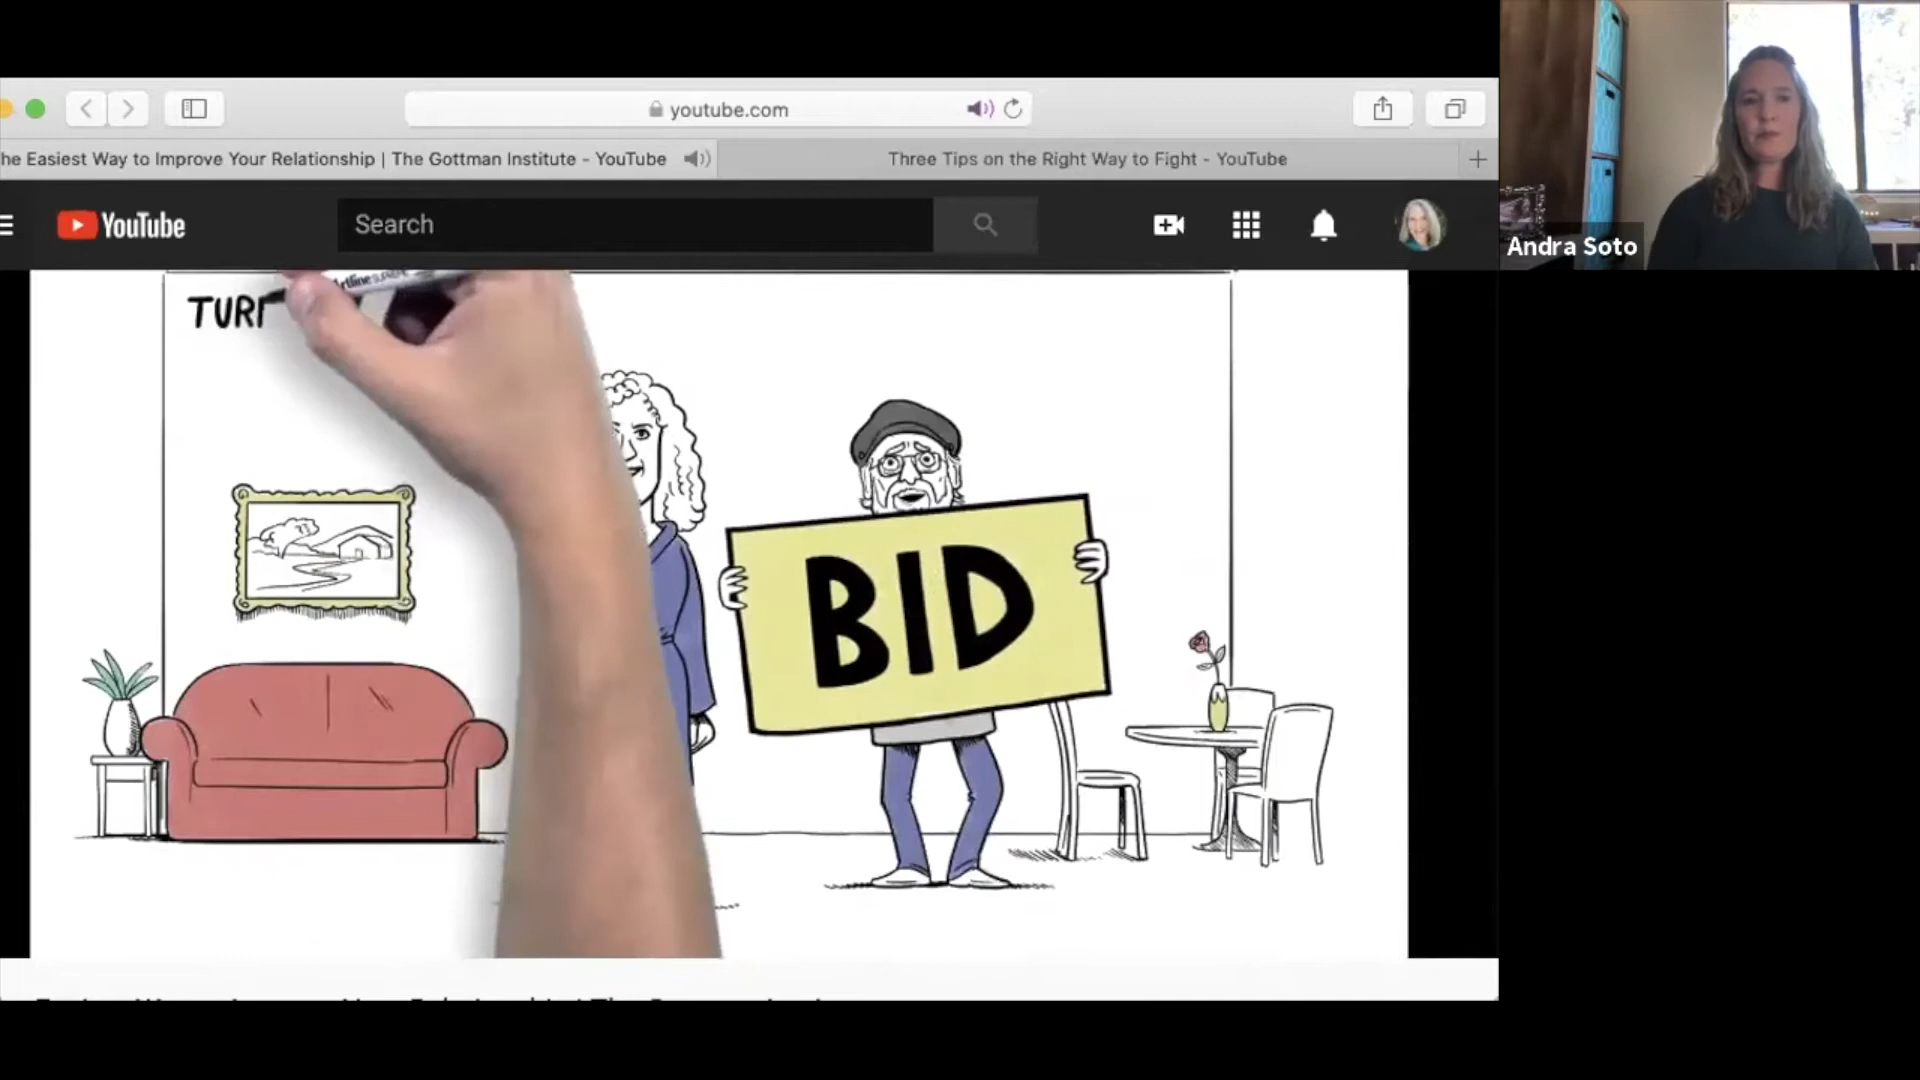 youtube.com
he Easiest Way to Improve Your Relationship | The Gottman Institute - YouTube
Three Tips on the Right Way to Fight - YouTube
YouTube
Search
Andra Soto
TUR
BID